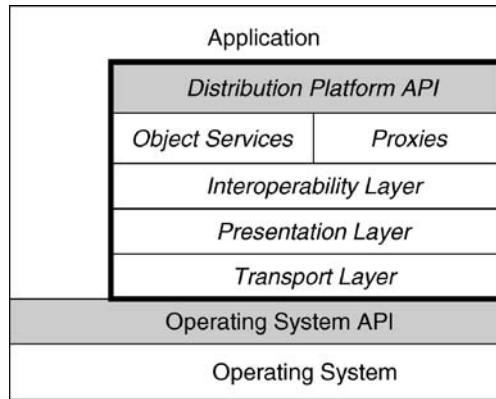 Application
Distribution Platform API
Object Services
Proxies
Interoperability Layer
Presentation Layer
Transport Layer
Operating System API
Operating System